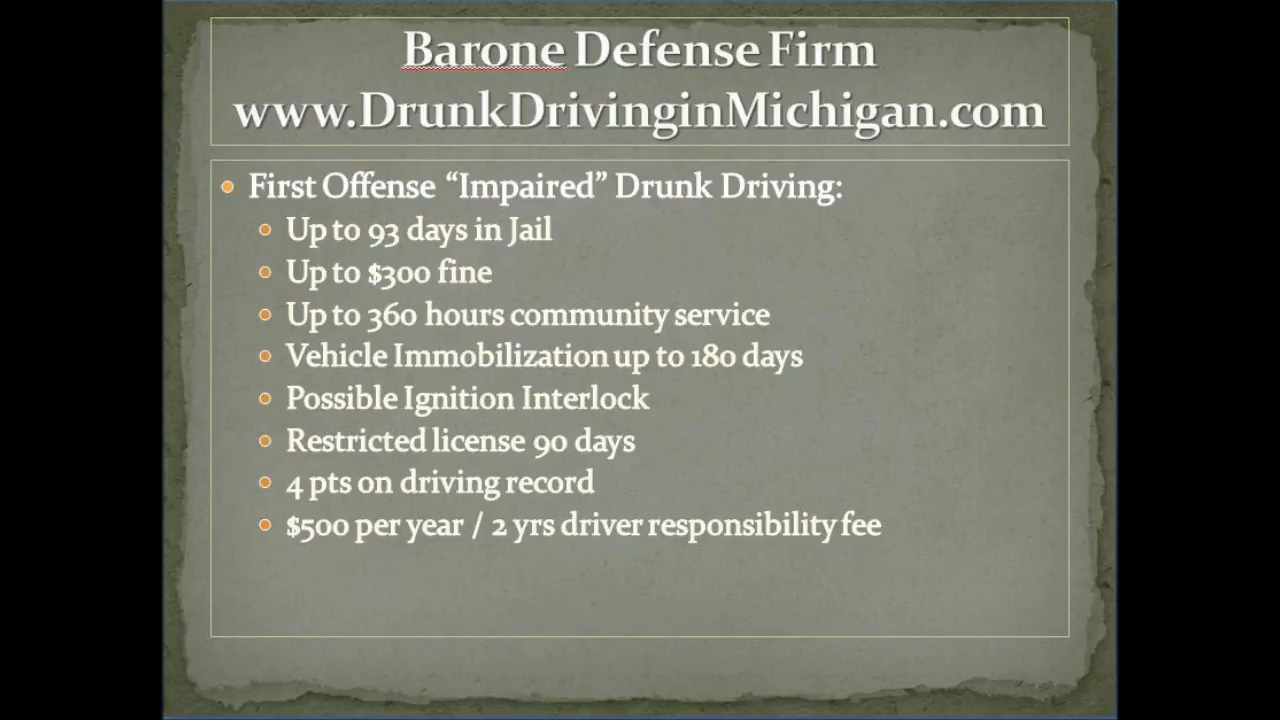 Barone Defense Firm
www.DrunkDrivinginMichigan.com
First Offense “Impaired” Drunk Driving:
Up to 93 days in Jail
Up to $300 fine
Up to 360 hours community service
Vehicle Immobilization up to 180 days
Possible Ignition Interlock
Restricted license 90 days
4 pts on driving record
$500 per year / 2 yrs driver responsibility fee